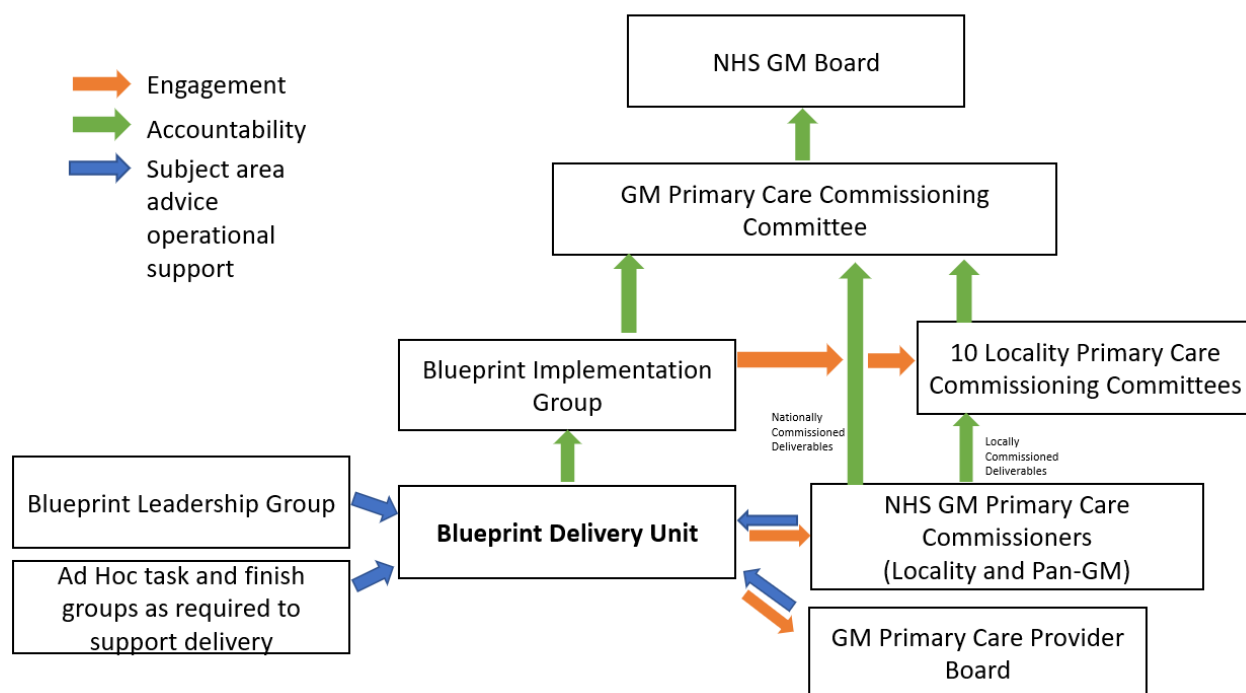 NHS GM Board
Engagement
Accountability
Subject area
advice
operational
support
GM Primary Care Commissioning
Committee
Blueprint Implementation
Group
10 Locality Primary Care
Commissioning Committees
Nationally
Commissioned
Deliverables
Locally
Commissioned
Deliverables
Blueprint Leadership Group
Blueprint Delivery Unit
NHS GM Primary Care
Commissioners
(Locality and Pan-GM)
Ad Hoc task and finish
groups as required to
support delivery
GM Primary Care Provider
Board